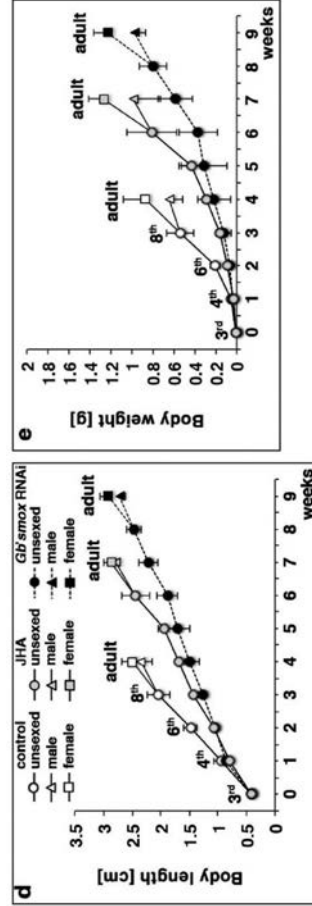 d
control JHA Gb'smox RNAi
unsexed unsexed unsexed
male male male
female female female
Body length [cm]
3.5
3
2.5
2
1.5
1
0.5
0
3rd
4th
6th
8th
adult
adult
adult
0 1 2 3 4 5 6 7 8 9
weeks
e
Body weight [g]
2
1.8
1.6
1.4
1.2
1
0.8
0.6
0.4
0.2
0
3rd
4th
6th
8th
adult
adult
adult
0 1 2 3 4 5 6 7 8 9
weeks